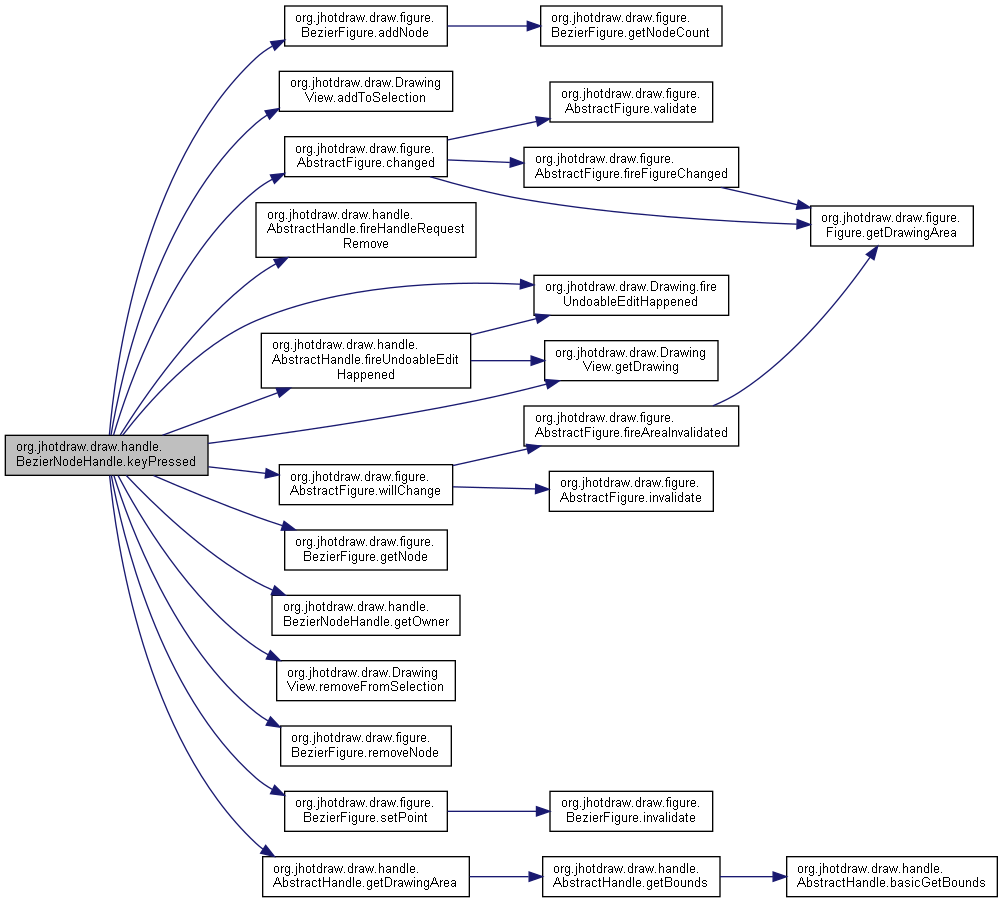 org.jhotdraw.draw.handle.
BezierNodeHandle.keyPressed
org.jhotdraw.draw.figure.
BezierFigure.addNode
org.jhotdraw.draw.figure.
BezierFigure.getNodeCount
org.jhotdraw.draw.Drawing
View.addToSelection
org.jhotdraw.draw.figure.
AbstractFigure.changed
org.jhotdraw.draw.figure.
AbstractFigure.validate
org.jhotdraw.draw.figure.
AbstractFigure.fireFigureChanged
org.jhotdraw.draw.figure.
Figure.getDrawingArea
org.jhotdraw.draw.handle.
AbstractHandle.fireHandleRequest
Remove
org.jhotdraw.draw.Drawing.fire
UndoableEditHappened
org.jhotdraw.draw.handle.
AbstractHandle.fireUndoableEdit
Happened
org.jhotdraw.draw.Drawing
View.getDrawing
org.jhotdraw.draw.figure.
AbstractFigure.fireAreaInvalidated
org.jhotdraw.draw.figure.
AbstractFigure.willChange
org.jhotdraw.draw.figure.
AbstractFigure.invalidate
org.jhotdraw.draw.figure.
BezierFigure.getNode
org.jhotdraw.draw.handle.
BezierNodeHandle.getOwner
org.jhotdraw.draw.Drawing
View.removeFromSelection
org.jhotdraw.draw.figure.
BezierFigure.removeNode
org.jhotdraw.draw.figure.
BezierFigure.setPoint
org.jhotdraw.draw.figure.
BezierFigure.invalidate
org.jhotdraw.draw.handle.
AbstractHandle.getDrawingArea
org.jhotdraw.draw.handle.
AbstractHandle.getBounds
org.jhotdraw.draw.handle.
AbstractHandle.basicGetBounds